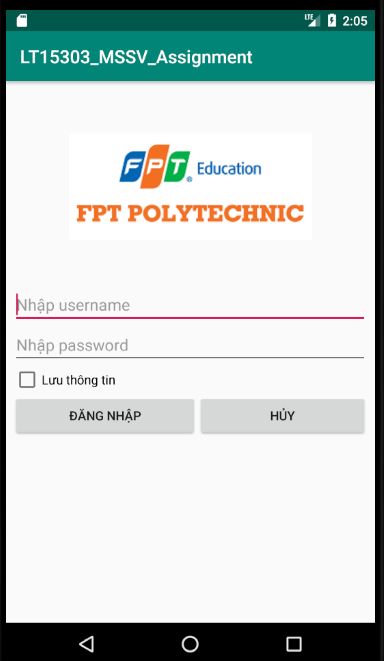 LTE 2:05
LT15303_MSSV_Assignment
FPT Education
FPT POLYTECHNIC
Nhập username
Nhập password
Lưu thông tin
ĐĂNG NHẬP HỦY